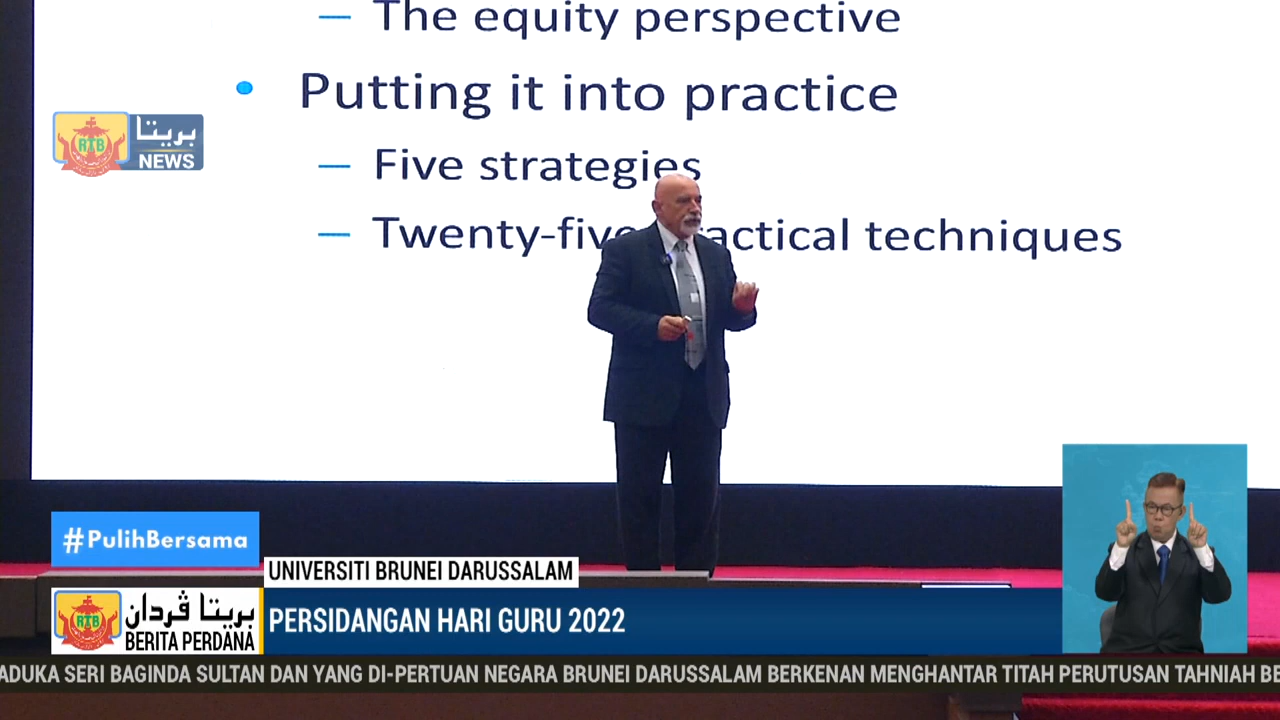 — The equity perspective
• Putting it into practice
— Five strategies
— Twenty-five practical techniques
RTB
بريتا
NEWS
#PulihBersama
UNIVERSITI BRUNEI DARUSSALAM
RTB
بريتا ڤردان
BERITA PERDANA
PERSIDANGAN HARI GURU 2022
ADUKA SERI BAGINDA SULTAN DAN YANG DI-PERTUAN NEGARA BRUNEI DARUSSALAM BERKENAN MENGHANTAR TITAH PERUTUSAN TAHNIAH BE